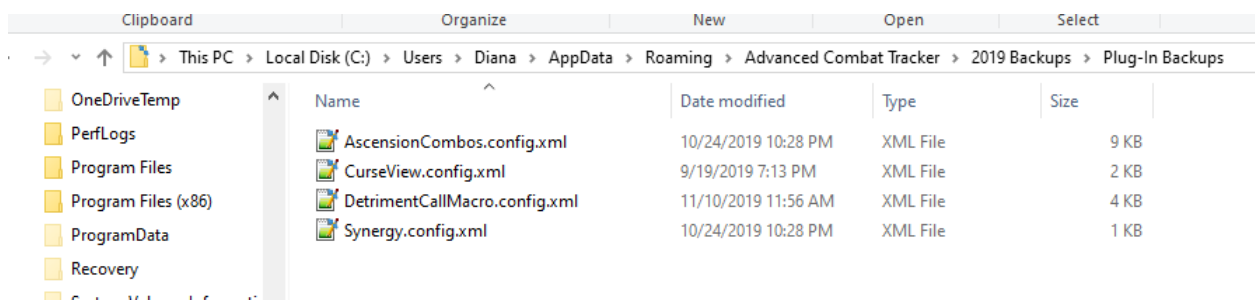 Clipboard Organize New Open Select
This PC > Local Disk (C:) > Users > Diana > AppData > Roaming > Advanced Combat Tracker > 2019 Backups > Plug-In Backups
OneDriveTemp
PerfLogs
Program Files
Program Files (x86)
ProgramData
Recovery
Name Date modified Type Size
AscensionCombos.config.xml 10/24/2019 10:28 PM XML File 9 KB
CurseView.config.xml 9/19/2019 7:13 PM XML File 2 KB
DetrimentCallMacro.config.xml 11/10/2019 11:56 AM XML File 4 KB
Synergy.config.xml 10/24/2019 10:28 PM XML File 1 KB